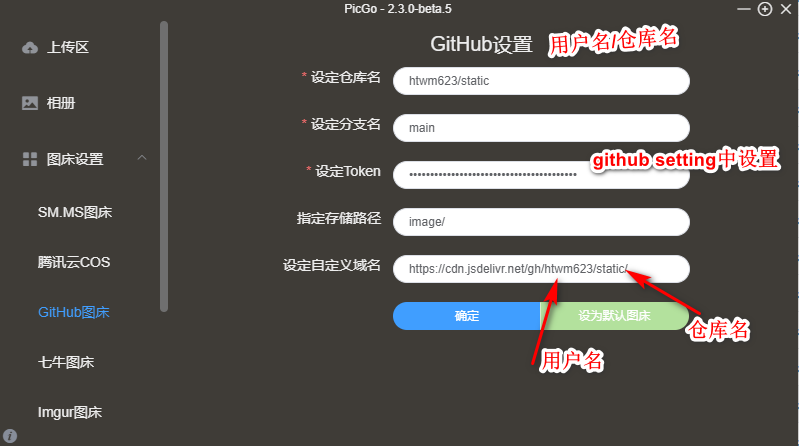 PicGo - 2.3.0-beta.5
上传区
相册
图床设置
SM.MS图床
腾讯云COS
GitHub图床
七牛图床
Imgur图床
GitHub设置
用户名/仓库名
* 设定仓库名
htwm623/static
* 设定分支名
main
github setting中设置
* 设定Token
•••••••••••••••••••••••••••••••••••••••••
指定存储路径
image/
设定自定义域名
https://cdn.jsdelivr.net/gh/htwm623/static/
确定
设为默认图床
仓库名
用户名